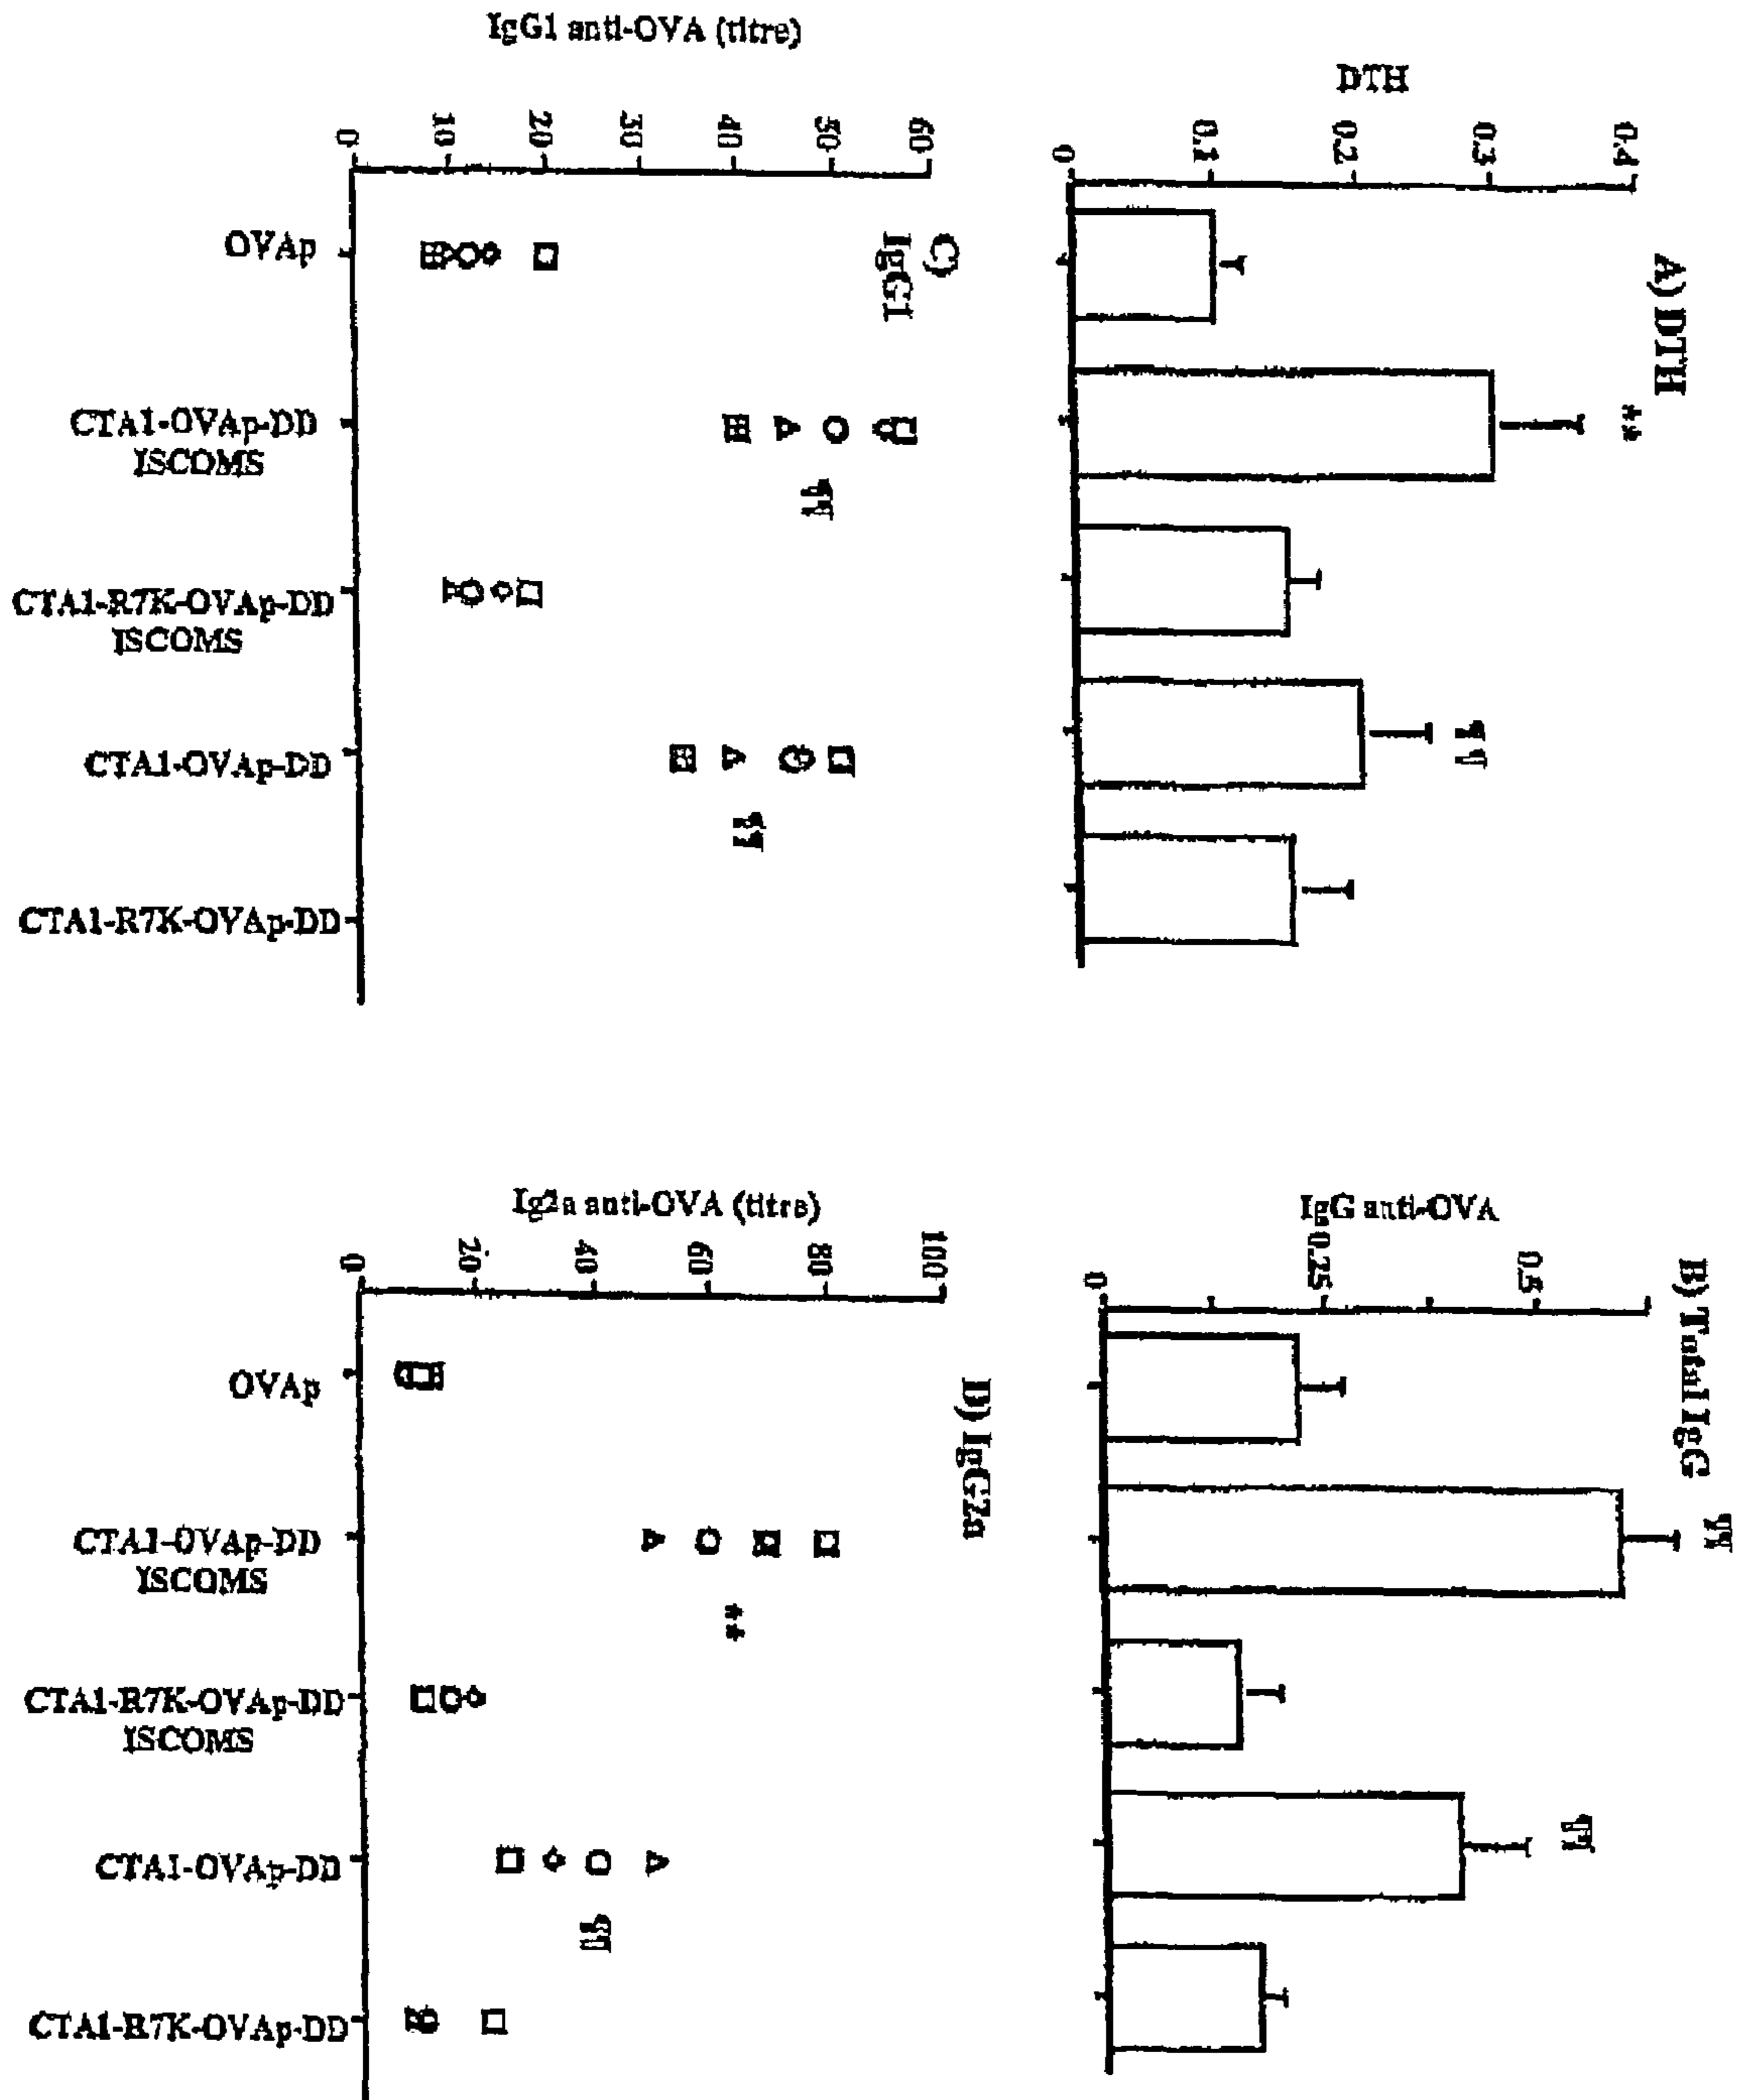 A) DTH
DTH
0.4
0.3
0.2
0.1
0
**
B) Total IgG
IgG anti-OVA
0.5
0.25
0
C)
IgG1
IgG1 anti-OVA (titre)
60
50
40
30
20
10
0
OVAp
CTA1-OVAp-DD
ISCOMS
CTA1-R7K-OVAp-DD
ISCOMS
CTA1-OVAp-DD
CTA1-R7K-OVAp-DD
D) IgG2a
Ig2a anti-OVA (titre)
100
80
60
40
20
0
**
OVAp
CTA1-OVAp-DD
ISCOMS
CTA1-R7K-OVAp-DD
ISCOMS
CTA1-OVAp-DD
CTA1-R7K-OVAp-DD